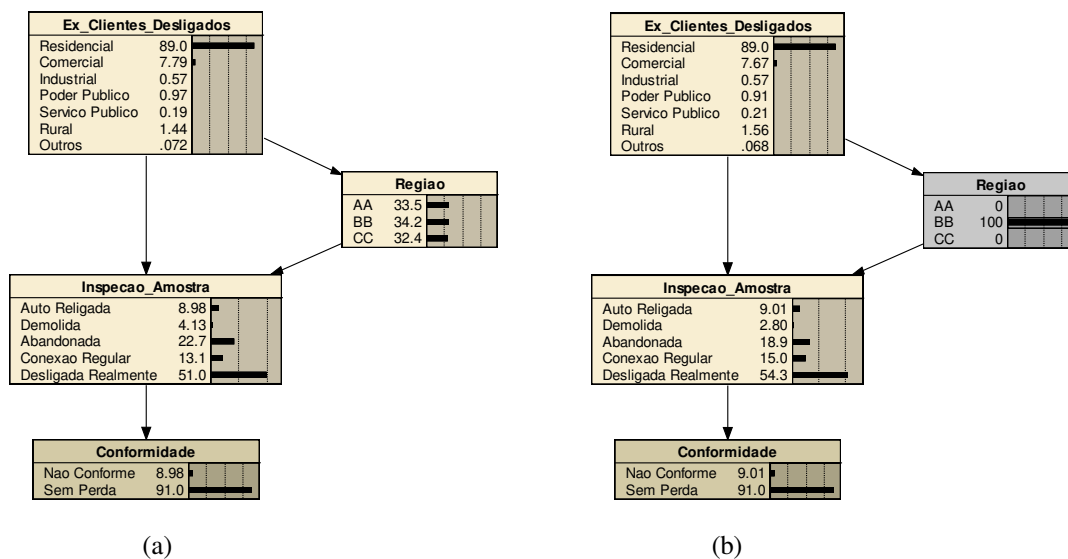 Ex_Clientes_Desligados
Residencial 89.0
Comercial 7.79
Industrial 0.57
Poder Publico 0.97
Servico Publico 0.19
Rural 1.44
Outros .072
Regiao
AA 33.5
BB 34.2
CC 32.4
Inspecao_Amostra
Auto Religada 8.98
Demolida 4.13
Abandonada 22.7
Conexao Regular 13.1
Desligada Realmente 51.0
Conformidade
Nao Conforme 8.98
Sem Perda 91.0
(a)
Ex_Clientes_Desligados
Residencial 89.0
Comercial 7.67
Industrial 0.57
Poder Publico 0.91
Servico Publico 0.21
Rural 1.56
Outros .068
Regiao
AA 0
BB 100
CC 0
Inspecao_Amostra
Auto Religada 9.01
Demolida 2.80
Abandonada 18.9
Conexao Regular 15.0
Desligada Realmente 54.3
Conformidade
Nao Conforme 9.01
Sem Perda 91.0
(b)